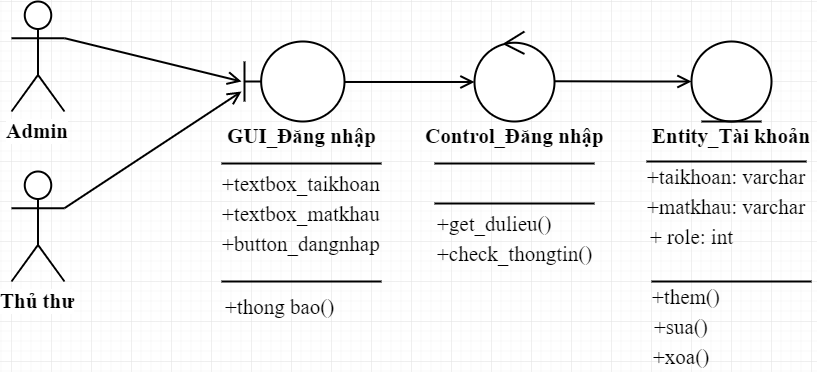 Admin
Thủ thư
GUI_Đăng nhập
+textbox_taikhoan
+textbox_matkhau
+button_dangnhap
+thong bao()
Control_Đăng nhập
+get_dulieu()
+check_thongtin()
Entity_Tài khoản
+taikhoan: varchar
+matkhau: varchar
+ role: int
+them()
+sua()
+xoa()